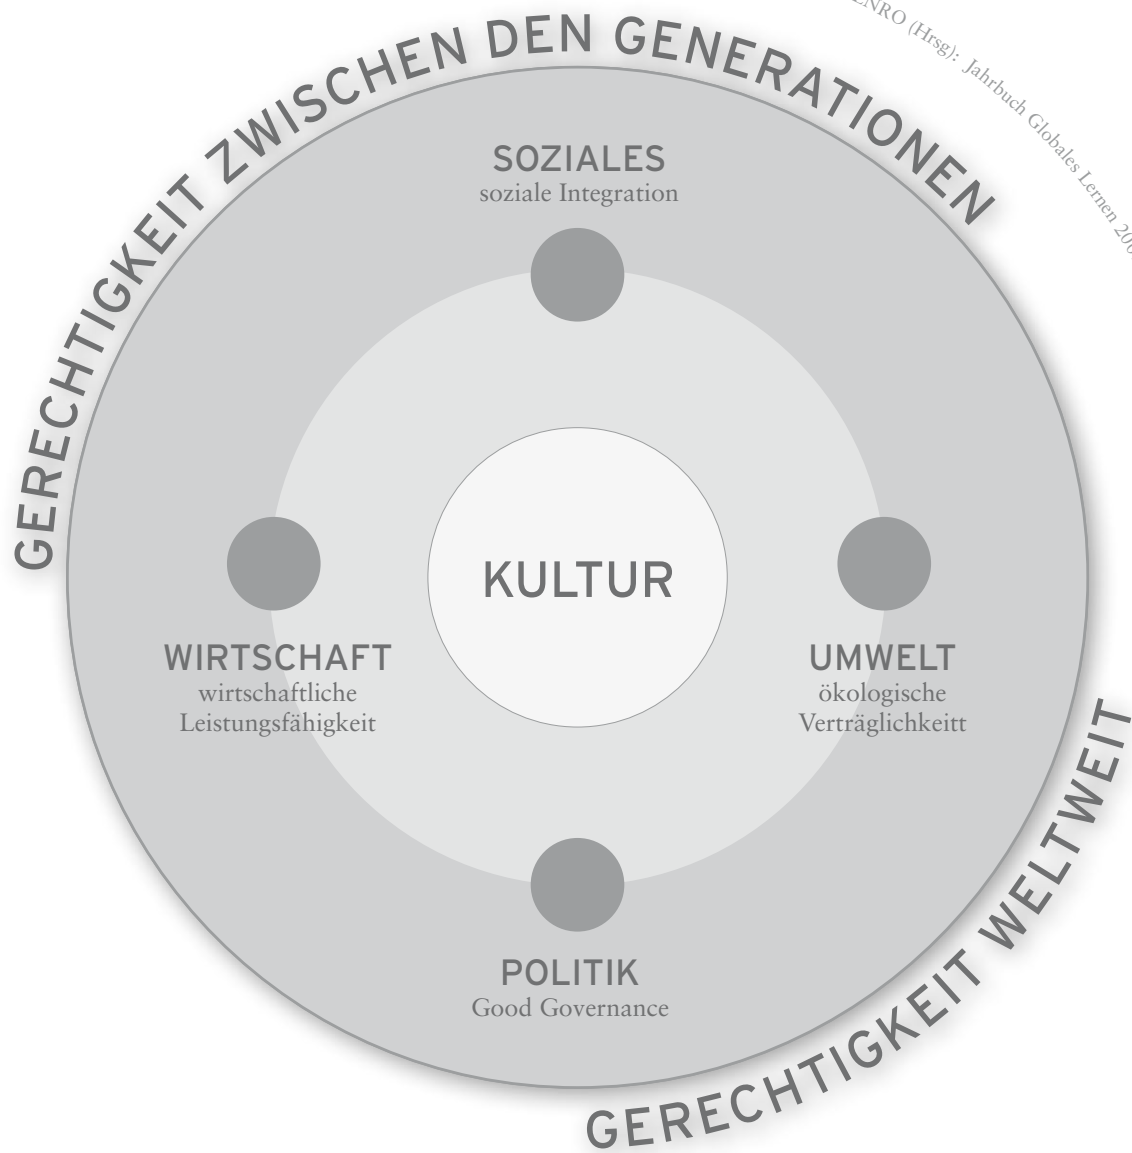 GERECHTIGKEIT ZWISCHEN DEN GENERATIONEN
(Hrsg): Jahrbuch Globales Lernen
SOZIALES
soziale Integration
KULTUR
WIRTSCHAFT
wirtschaftliche
Leistungsfähigkeit
UMWELT
ökologische
Verträglichkeitt
POLITIK
Good Governance
GERECHTIGKEIT WELTWEIT